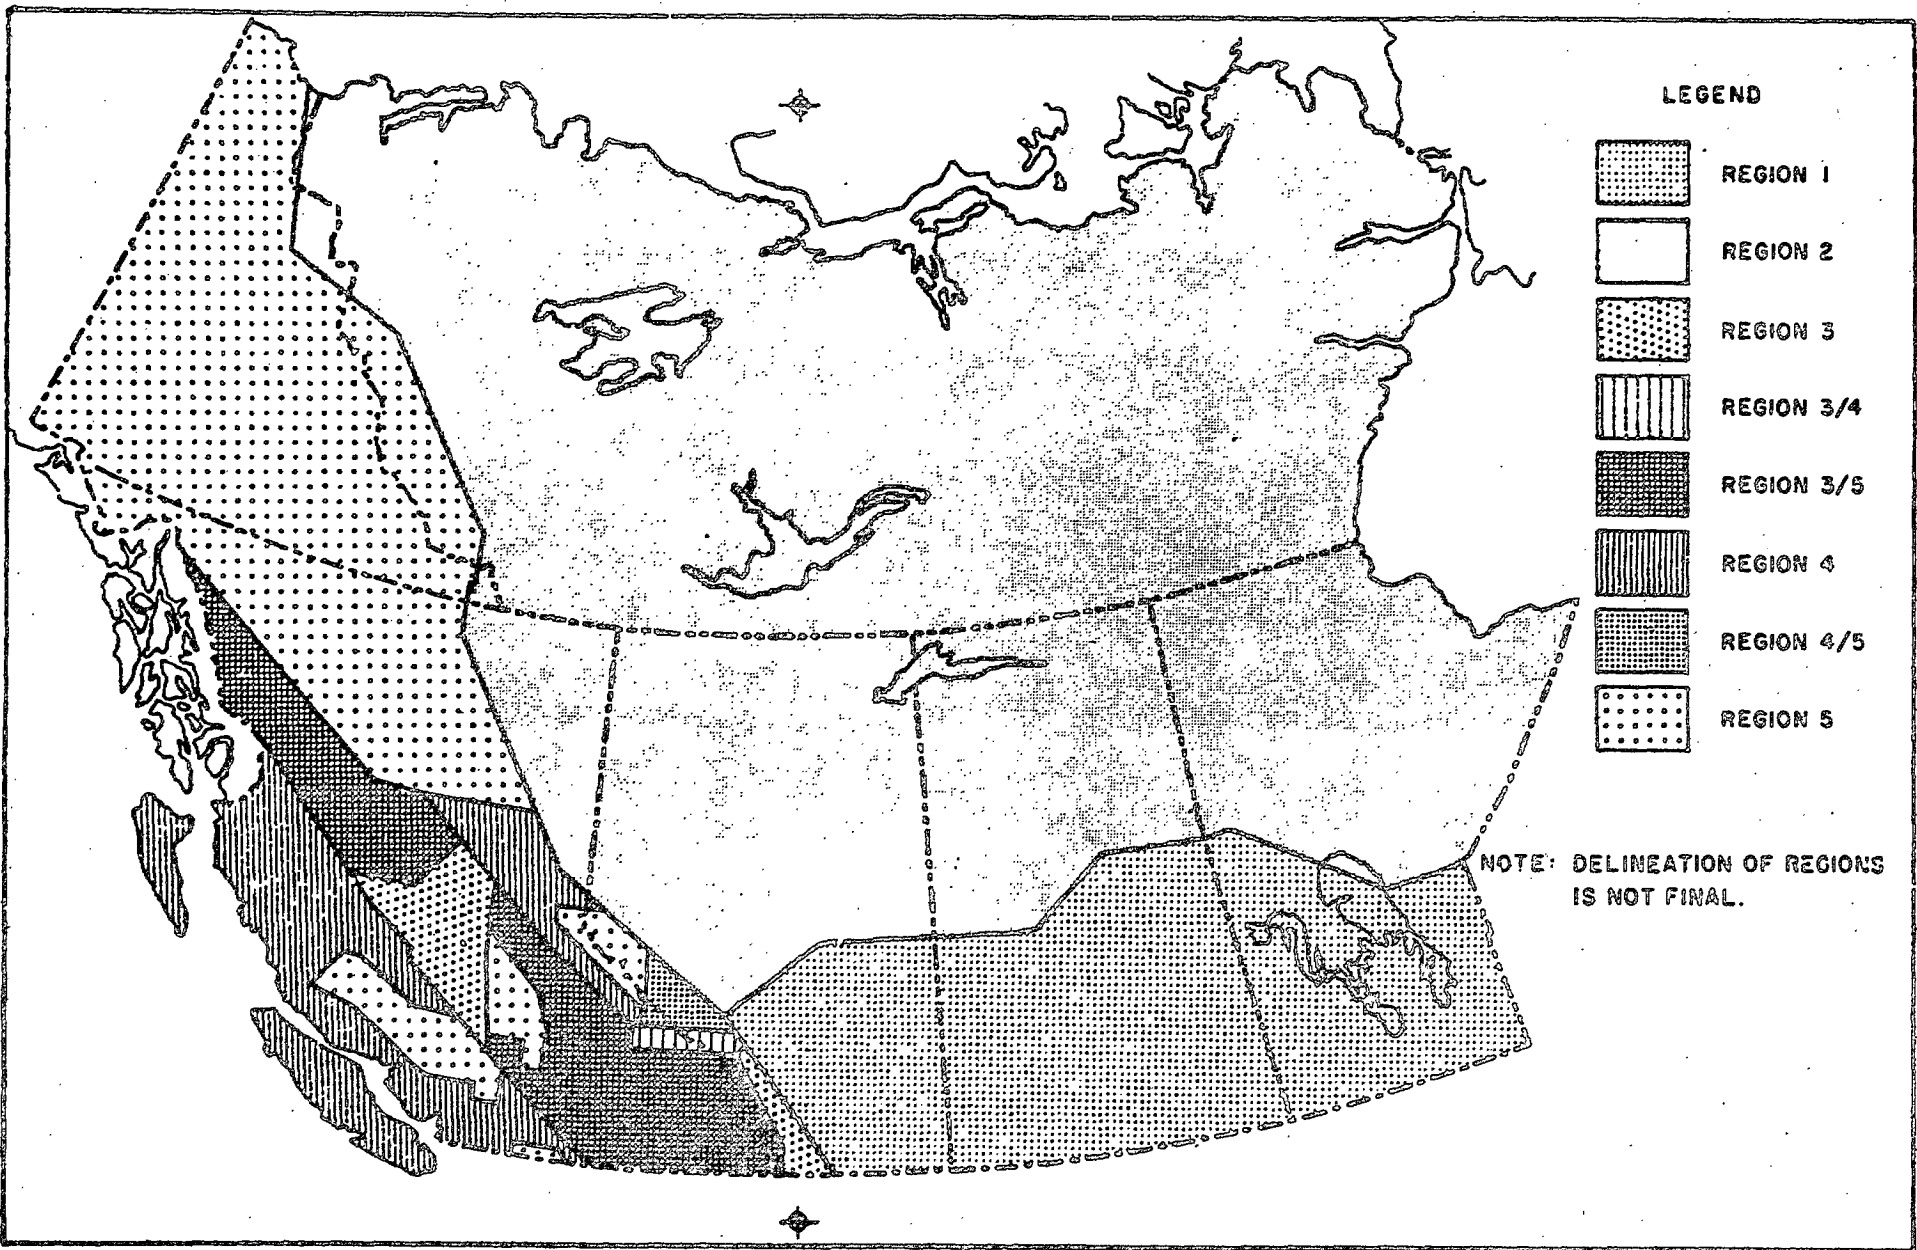 LEGEND
REGION 1
REGION 2
REGION 3
REGION 3/4
REGION 3/5
REGION 4
REGION 4/5
REGION 5
NOTE: DELINEATION OF REGIONS
IS NOT FINAL.